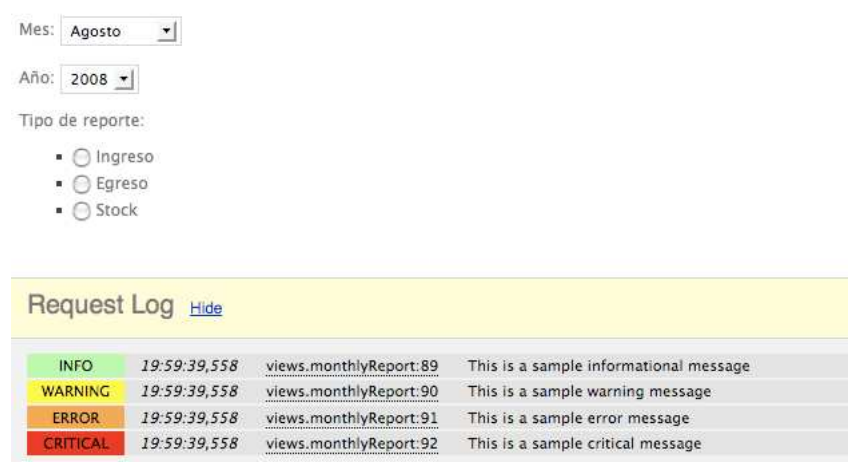 Mes: Agosto
Año: 2008
Tipo de reporte:
Ingreso
Egreso
Stock
Request Log Hide
INFO 19:59:39,558 views.monthlyReport:89 This is a sample informational message
WARNING 19:59:39,558 views.monthlyReport:90 This is a sample warning message
ERROR 19:59:39,558 views.monthlyReport:91 This is a sample error message
CRITICAL 19:59:39,558 views.monthlyReport:92 This is a sample critical message